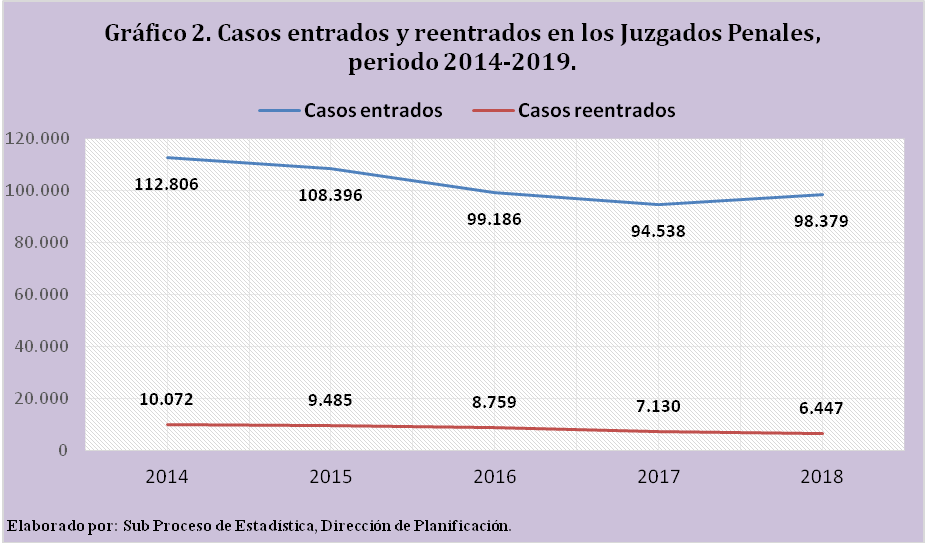 Gráfico 2. Casos entrados y reentrados en los Juzgados Penales,
periodo 2014-2019.
Casos entrados Casos reentrados
120.000
100.000
80.000
60.000
40.000
20.000
0
112.806 108.396 99.186 94.538 98.379
10.072 9.485 8.759 7.130 6.447
2014 2015 2016 2017 2018
Elaborado por: Sub Proceso de Estadística, Dirección de Planificación.